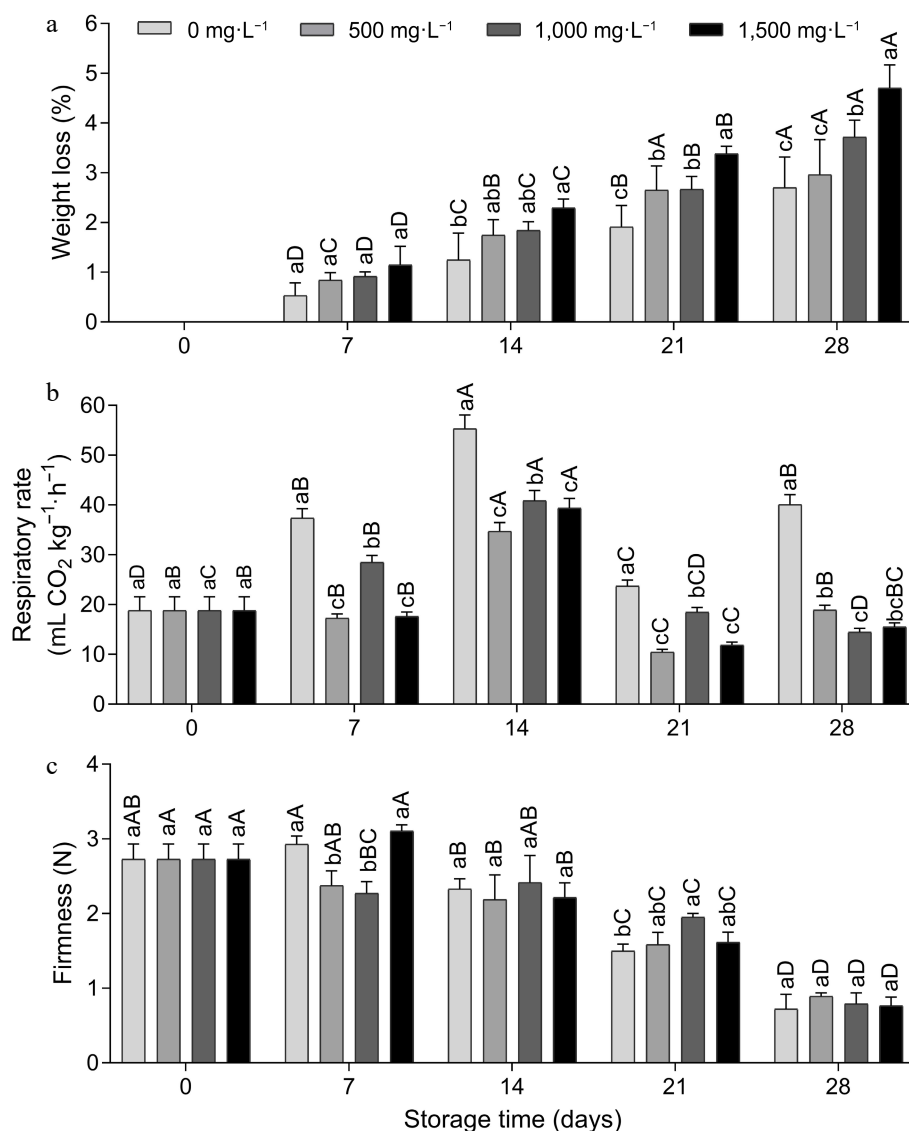 a
0 mg·L⁻¹ 500 mg·L⁻¹ 1,000 mg·L⁻¹ 1,500 mg·L⁻¹
Weight loss (%)
6
5
4
3
2
1
0
aD aC aD aD
bC abB abC aC
cB bA bB aB
cA cA bA aA
0 7 14 21 28
b
Respiratory rate
(mL CO₂ kg⁻¹·h⁻¹)
60
50
40
30
20
10
0
aD aB aC aB
aB cB bB cB
aA cA bA cA
aC cC bCD cC
aB bB cD bcBC
0 7 14 21 28
c
Firmness (N)
4
3
2
1
0
aAB aA aA aA
aA bAB bBC aA
aB aB aAB aB
bC abC aC abC
aD aD aD aD
0 7 14 21 28
Storage time (days)